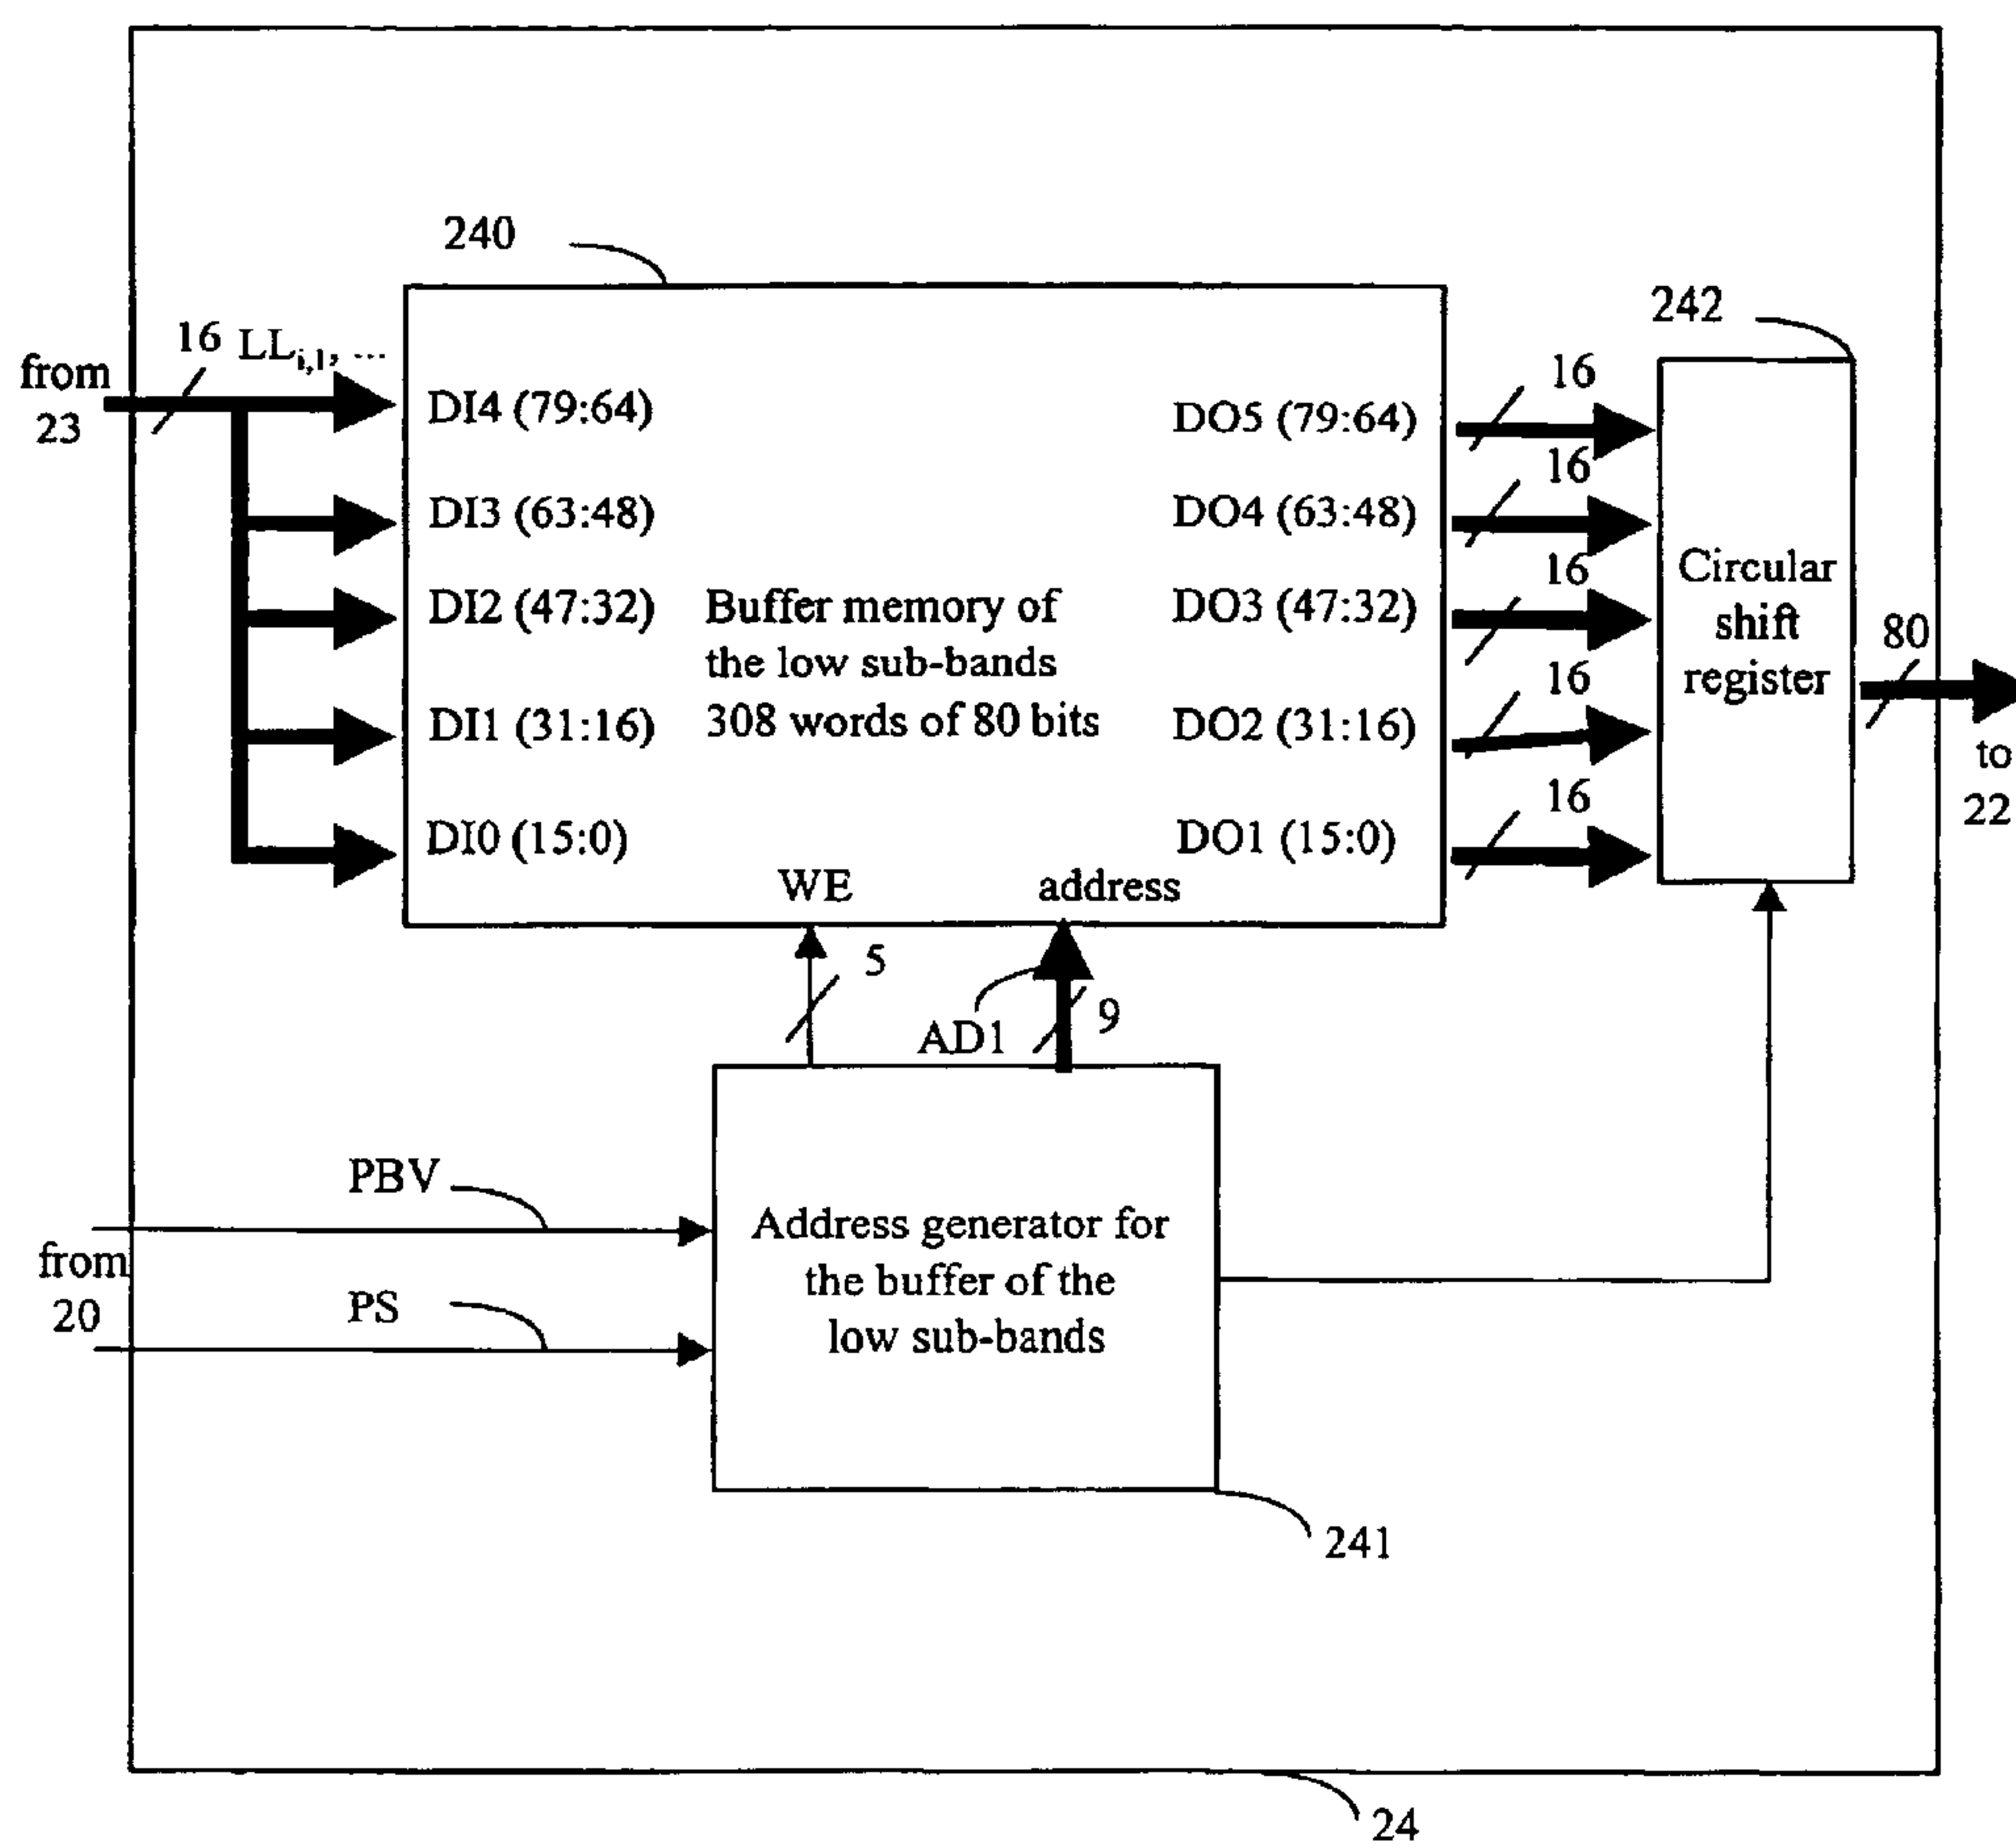 240
242
16 LLi,1, ...
from
23
DI4 (79:64)
DI3 (63:48)
DI2 (47:32)
DI1 (31:16)
DI0 (15:0)
Buffer memory of
the low sub-bands
308 words of 80 bits
DO5 (79:64)
DO4 (63:48)
DO3 (47:32)
DO2 (31:16)
DO1 (15:0)
WE
address
16
16
16
16
16
Circular
shift
register
80
to
22
5
AD1
9
PBV
from
20
PS
Address generator for
the buffer of the
low sub-bands
241
24